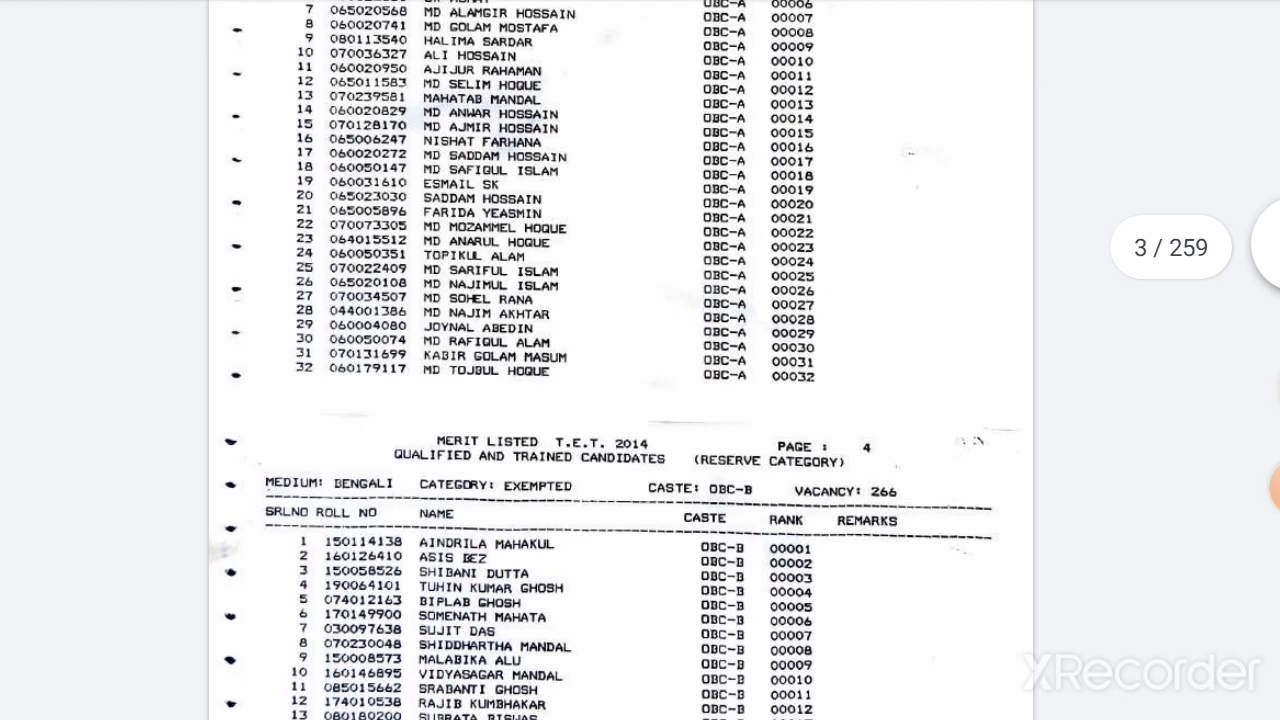 OBC-A 00006
7 065020568 MD ALAMGIR HOSSAIN OBC-A 00007
8 060020741 MD GOLAM MOSTAFA OBC-A 00008
9 080113540 HALIMA SARDAR OBC-A 00009
10 070036327 ALI HOSSAIN OBC-A 00010
11 060020950 AJIJUR RAHAMAN OBC-A 00011
12 065011583 MD SELIM HOQUE OBC-A 00012
13 070239581 MAHATAB MANDAL OBC-A 00013
14 060020829 MD ANWAR HOSSAIN OBC-A 00014
15 070128170 MD AJMIR HOSSAIN OBC-A 00015
16 065006247 NISHAT FARHANA OBC-A 00016
17 060020272 MD SADDAM HOSSAIN OBC-A 00017
18 060050147 MD SAFIQUL ISLAM OBC-A 00018
19 060031610 ESMAIL SK OBC-A 00019
20 065023030 SADDAM HOSSAIN OBC-A 00020
21 065005896 FARIDA YEASMIN OBC-A 00021
22 070073305 MD MOZAMMEL HOQUE OBC-A 00022
23 064015512 MD ANARUL HOQUE OBC-A 00023
24 060050351 TOPIKUL ALAM OBC-A 00024
25 070022409 MD SARIFUL ISLAM OBC-A 00025
26 065020108 MD NAJIMUL ISLAM OBC-A 00026
27 070034507 MD SOHEL RANA OBC-A 00027
28 044001386 MD NAJIM AKHTAR OBC-A 00028
29 060004080 JOYNAL ABEDIN OBC-A 00029
30 060050074 MD RAFIQUL ALAM OBC-A 00030
31 070131699 KABIR GOLAM MASUM OBC-A 00031
32 060179117 MD TOJBUL HOQUE OBC-A 00032
3 / 259
MERIT LISTED T.E.T. 2014 PAGE : 4
QUALIFIED AND TRAINED CANDIDATES (RESERVE CATEGORY)
MEDIUM: BENGALI CATEGORY: EXEMPTED CASTE: OBC-B VACANCY: 266
SRLNO ROLL NO NAME CASTE RANK REMARKS
1 150114138 AINDRILA MAHAKUL OBC-B 00001
2 160126410 ASIS BEZ OBC-B 00002
3 150058526 SHIBANI DUTTA OBC-B 00003
4 190064101 TUHIN KUMAR GHOSH OBC-B 00004
5 074012163 BIPLAB GHOSH OBC-B 00005
6 170149900 SOMENATH MAHATA OBC-B 00006
7 030097638 SUJIT DAS OBC-B 00007
8 070230048 SHIDDHARTHA MANDAL OBC-B 00008
9 150008573 MALABIKA ALU OBC-B 00009
10 160146895 VIDYASAGAR MANDAL OBC-B 00010
11 085015662 SRABANTI GHOSH OBC-B 00011
12 174010538 RAJIB KUMBHAKAR OBC-B 00012
13 080180200 SUBRATA BISWAS
XRecorder